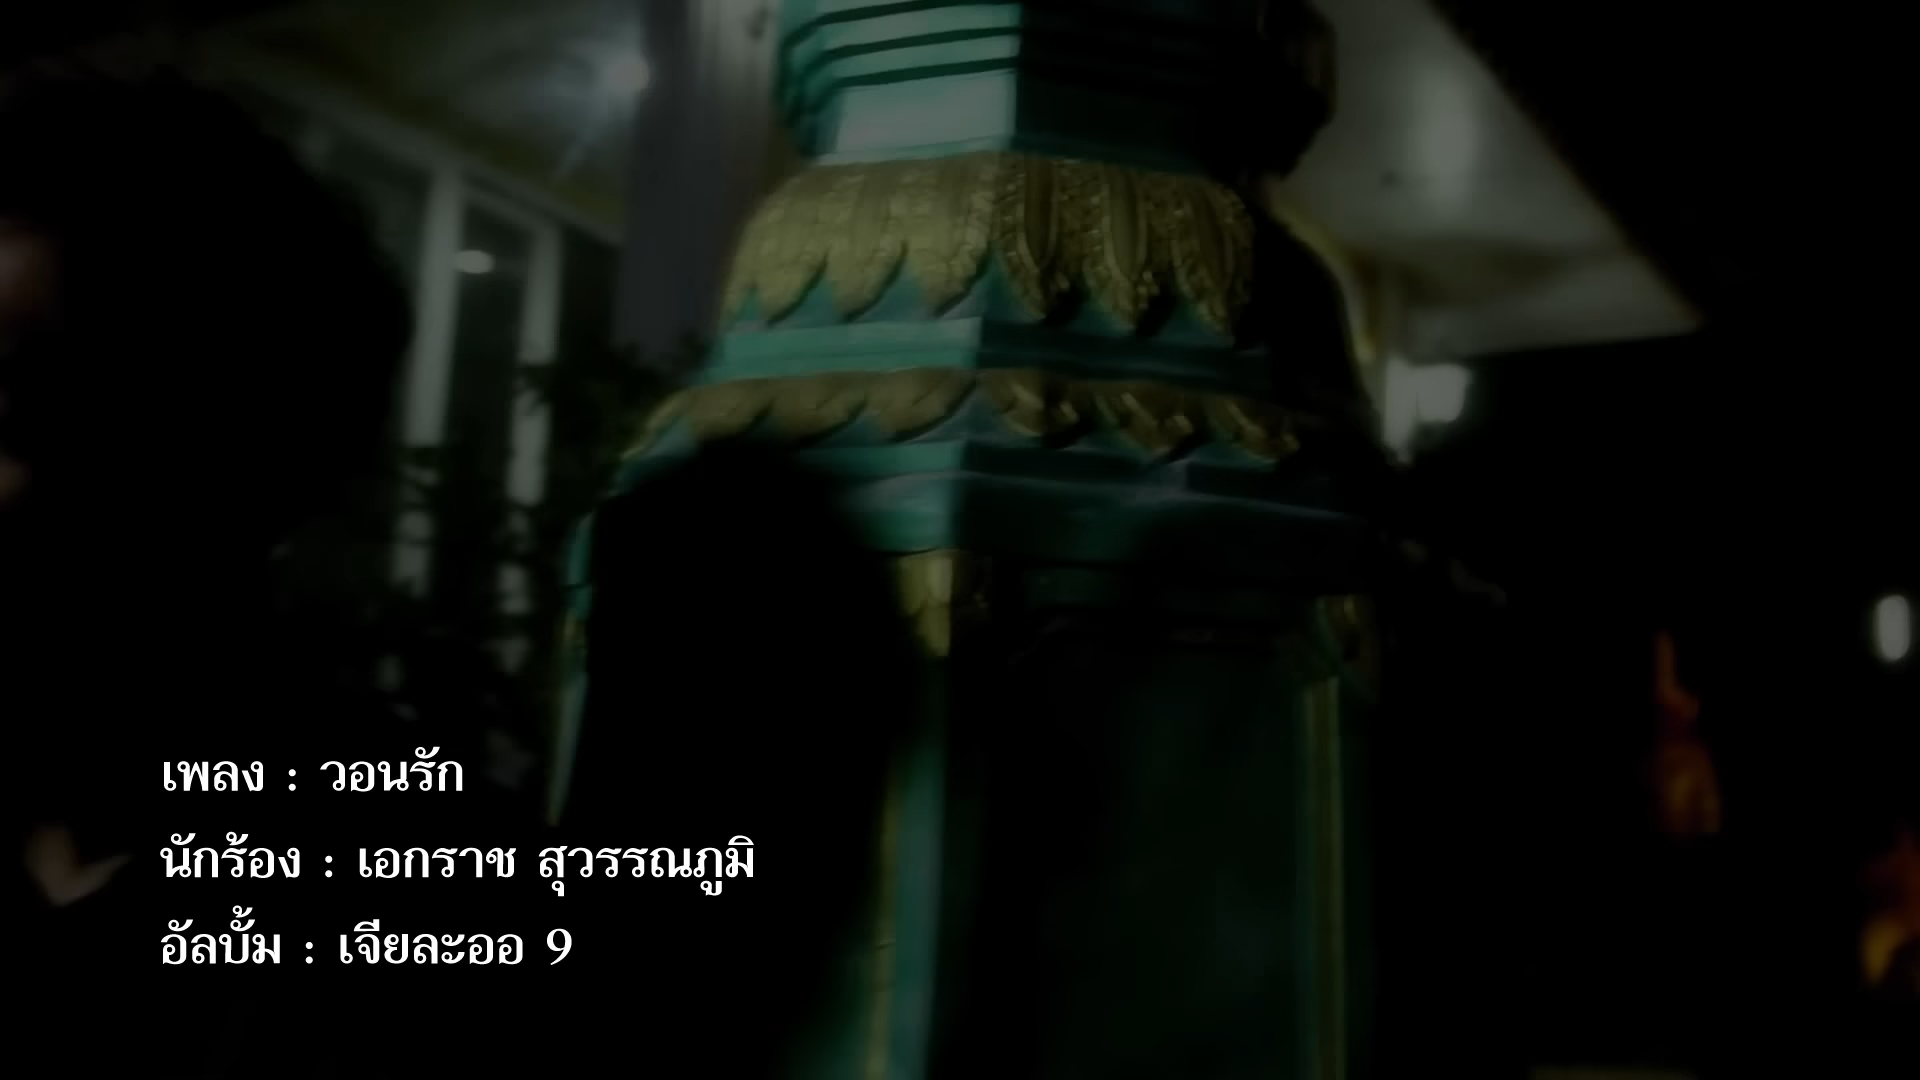 เพลง : วอนรัก
นักร้อง : เอกราช สุวรรณภูมิ
อัลบั้ม : เจียละออ 9